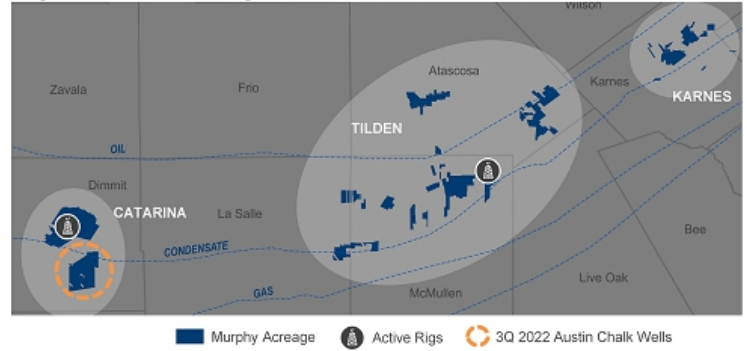 Wilson
Atascosa
Zavala
Frio
Karnes
KARNES
TILDEN
OIL
Dimmit
CATARINA
La Salle
Bee
CONDENSATE
Live Oak
GAS
McMullen
Murphy Acreage
Active Rigs
3Q 2022 Austin Chalk Wells